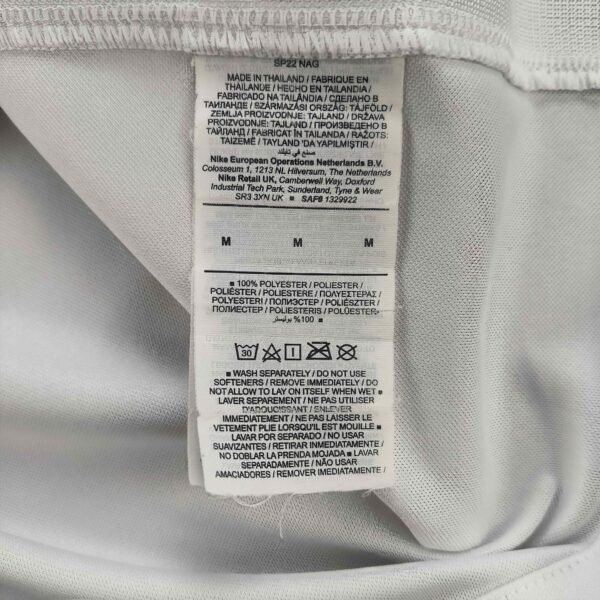 SP22 NAG
MADE IN THAILAND / FABRIQUE EN
THAILANDE / HECHO EN TAILANDIA /
FABRICADO NA TAILÂNDIA / СДЕЛАНО В
ТАИЛАНДЕ / SZÁRMAZÁSI ORSZÁG: TÁJFÖLD /
ZEMLJA PROIZVODNJE: TAJLAND / DRŽAVA
PROIZVODNJE: TAJLAND / ПРОИЗВЕДЕНО В
ТАЙЛАНД / FABRICAT ÎN TAILANDA / RAŽOTS:
TAIZEMĒ / TAYLAND 'DA YAPILMIŞTIR /
صنع في تايلند
Nike European Operations Netherlands B.V.
Colosseum 1, 1213 NL Hilversum, The Netherlands
Nike Retail UK, Camberwell Way, Doxford
Industrial Tech Park, Sunderland, Tyne & Wear
SR3 3XN UK ■ SAF# 1329922
M M M
■ 100% POLYESTER / POLIESTER /
POLIÉSTER / POLIESTERE / ΠΟΛΥΕΣΤΕΡΑΣ /
POLYESTERI / ПОЛИЭСТЕР / POLIÉSZTER /
ПОЛИЕСТЕР / POLIESTERIS / POLÜESTER
■ 100% بوليستر
30
■ WASH SEPARATELY / DO NOT USE
SOFTENERS / REMOVE IMMEDIATELY / DO
NOT ALLOW TO LAY ON ITSELF WHEN WET ■
LAVER SEPAREMENT / NE PAS UTILISER
D'ADOUCISSANT / ENLEVER
IMMEDIATEMENT / NE PAS LAISSER LE
VETEMENT PLIE LORSQU'IL EST MOUILLE ■
LAVAR POR SEPARADO / NO USAR
SUAVIZANTES / RETIRAR INMEDIATAMENTE /
NO DOBLAR LA PRENDA MOJADA ■ LAVAR
SEPARADAMENTE / NÃO USAR
AMACIADORES / REMOVER IMEDIATAMENTE /